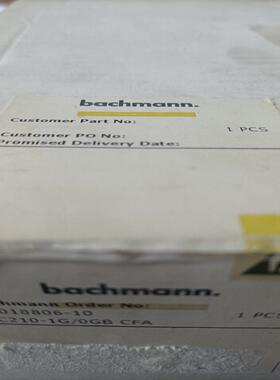 bachmann.
Customer Part No:
1 PCS
Customer PO No:
Promised Delivery Date:
bachmann.
hmann Order No:
018806-10
1 PCS
C210-1G/0GB CFA